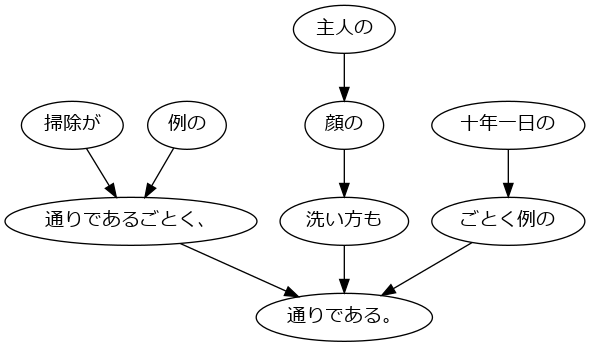 主人の
掃除が 例の 顔の 十年一日の
通りであるごとく、 洗い方も ごとく例の
通りである。